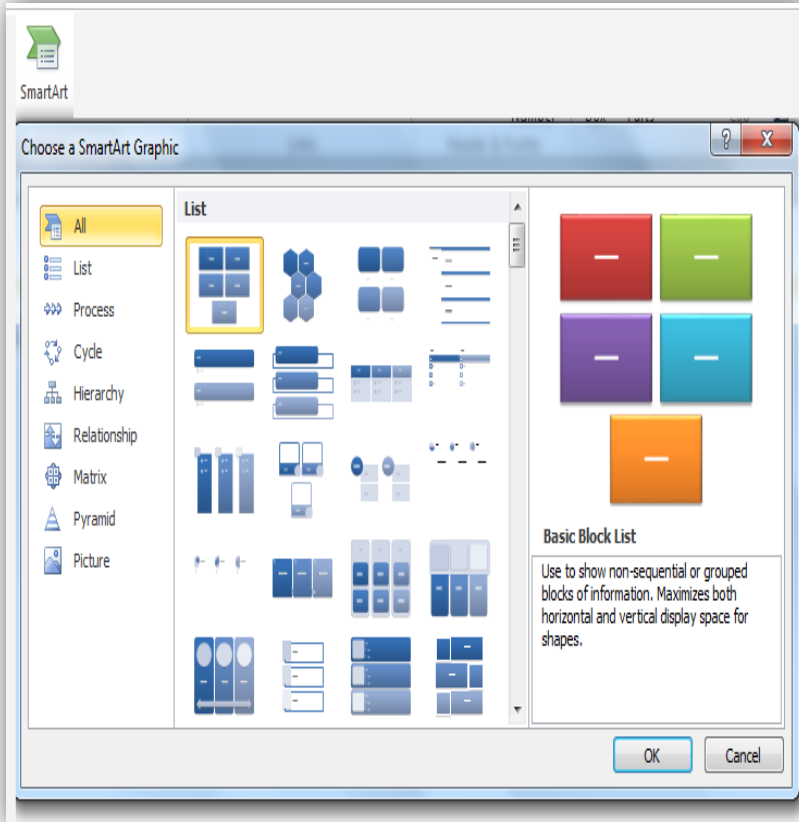 SmartArt
Choose a SmartArt Graphic
All
List
Process
Cycle
Hierarchy
Relationship
Matrix
Pyramid
Picture
List
Basic Block List
Use to show non-sequential or grouped
blocks of information. Maximizes both
horizontal and vertical display space for
shapes.
OK
Cancel